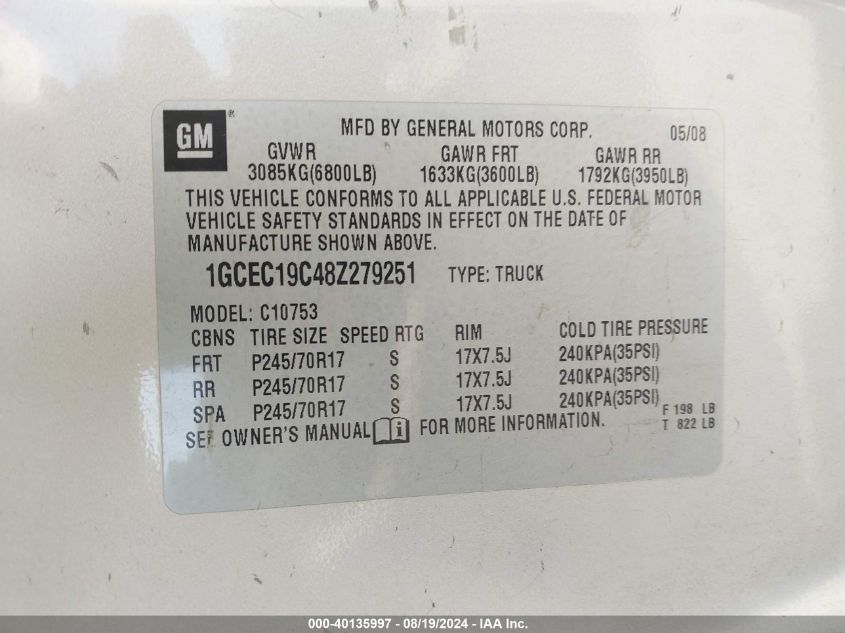 GM
MFD BY GENERAL MOTORS CORP. 05/08
GVWR GAWR FRT GAWR RR
3085KG(6800LB) 1633KG(3600LB) 1792KG(3950LB)
THIS VEHICLE CONFORMS TO ALL APPLICABLE U.S. FEDERAL MOTOR
VEHICLE SAFETY STANDARDS IN EFFECT ON THE DATE OF
MANUFACTURE SHOWN ABOVE.
1GCEC19C48Z279251 TYPE: TRUCK
MODEL: C10753
CBNS TIRE SIZE SPEED RTG RIM COLD TIRE PRESSURE
FRT P245/70R17 S 17X7.5J 240KPA(35PSI)
RR P245/70R17 S 17X7.5J 240KPA(35PSI)
SPA P245/70R17 S 17X7.5J 240KPA(35PSI)
F 198 LB
SEE OWNER'S MANUAL i FOR MORE INFORMATION. T 822 LB
000-40135997 - 08/19/2024 - IAA Inc.